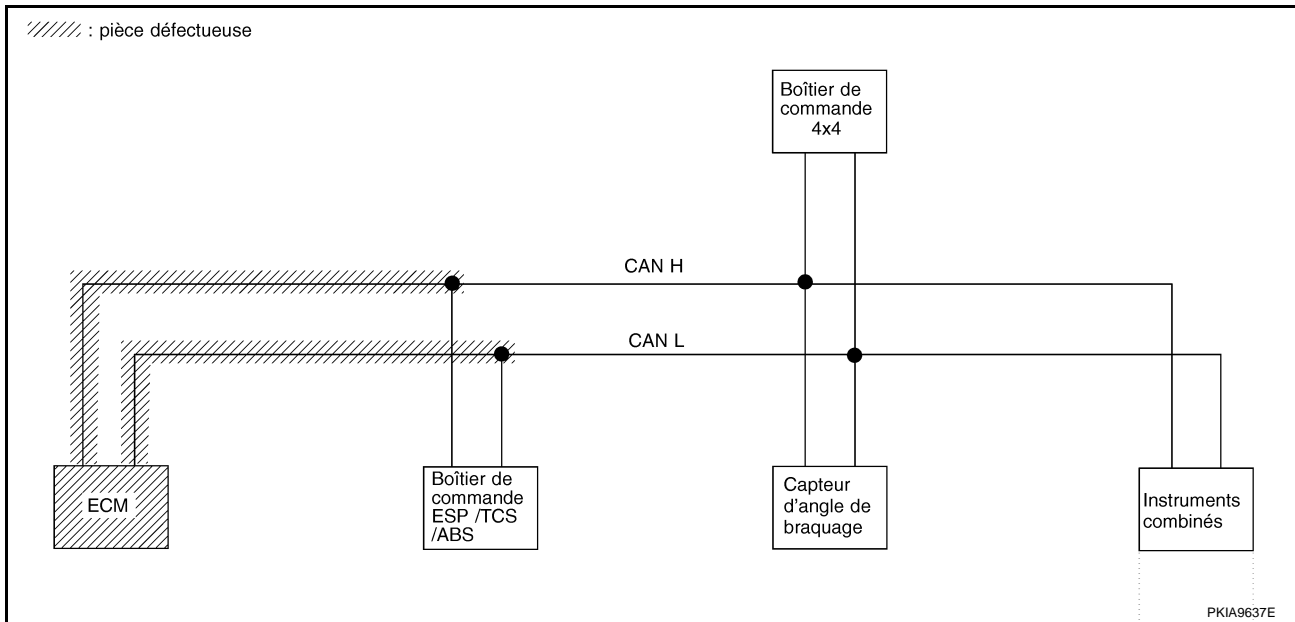 : pièce défectueuse
Boîtier de
commande
4x4
CAN H
CAN L
ECM
Boîtier de
commande
ESP /TCS
/ABS
Capteur
d'angle de
braquage
Instruments
combinés
PKIA9637E